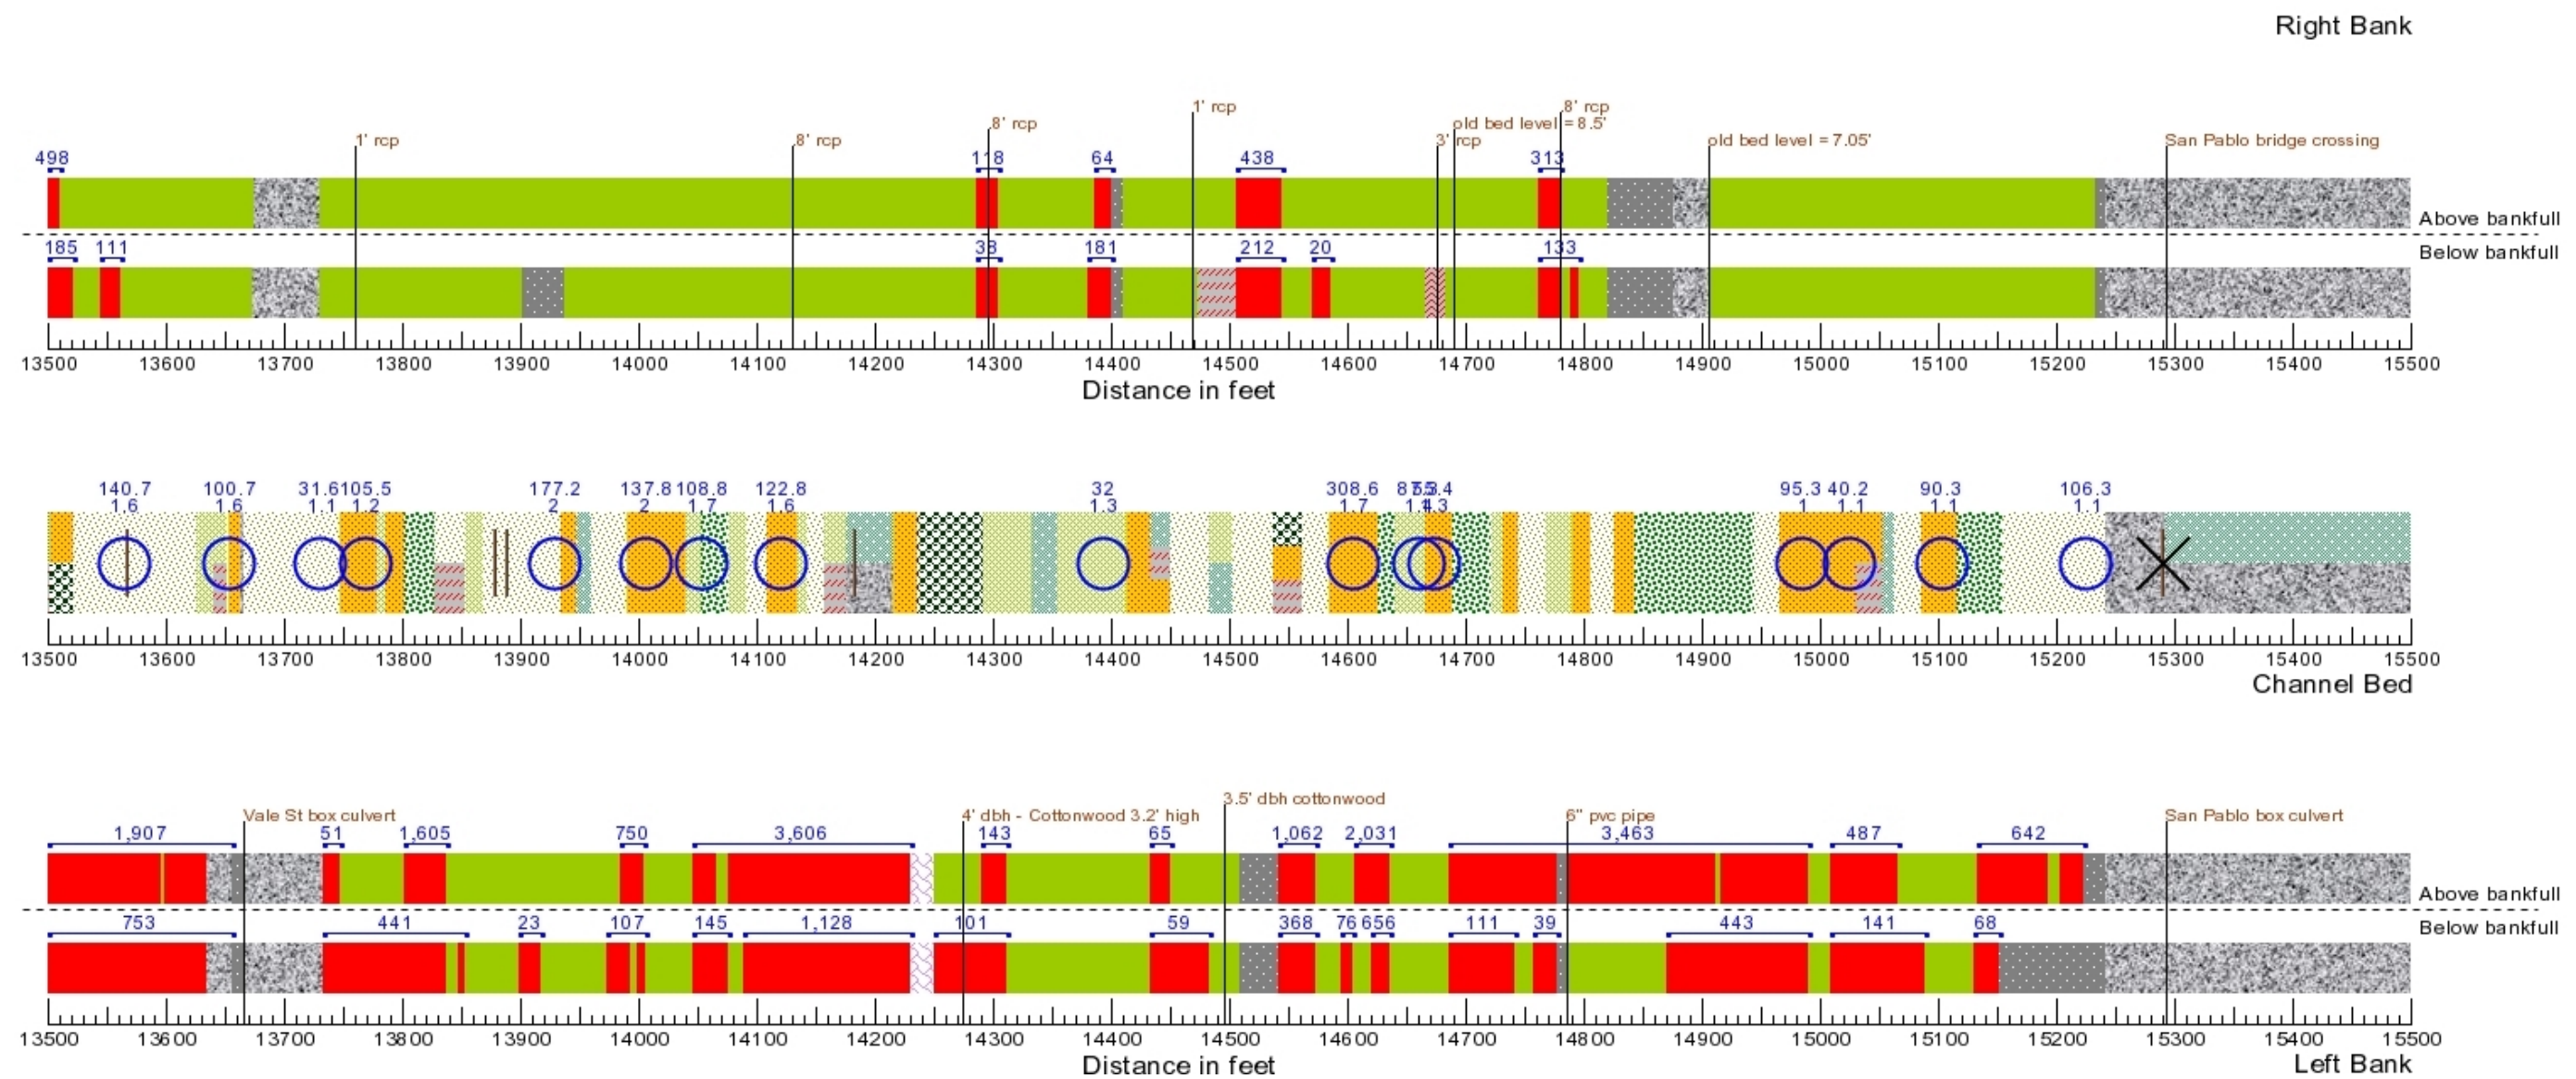 Right Bank
1' rcp
8' rcp
old bed level = 8.5'
8' rcp
1' rcp
8' rcp
3' rcp
old bed level = 7.05'
San Pablo bridge crossing
498 118 64 438 313
Above bankfull
185 111 38 181 212 20 133
Below bankfull
13500 13600 13700 13800 13900 14000 14100 14200 14300 14400 14500 14600 14700 14800 14900 15000 15100 15200 15300 15400 15500
Distance in feet
140.7 100.7 31.6 105.5 177.2 137.8 108.8 122.8 32 308.6 95.3 40.2 90.3 106.3
1.6 1.6 1.1 1.2 2 2 1.7 1.6 1.3 1.7 1 1.1 1.1 1.1
13500 13600 13700 13800 13900 14000 14100 14200 14300 14400 14500 14600 14700 14800 14900 15000 15100 15200 15300 15400 15500
Channel Bed
3.5' dbh cottonwood
Vale St box culvert 4' dbh - Cottonwood 3.2' high 6" pvc pipe San Pablo box culvert
1,907 51 1,605 750 3,606 143 65 1,062 2,031 3,463 487 642
Above bankfull
753 441 23 107 145 1,128 101 59 368 76 656 111 39 443 141 68
Below bankfull
13500 13600 13700 13800 13900 14000 14100 14200 14300 14400 14500 14600 14700 14800 14900 15000 15100 15200 15300 15400 15500
Distance in feet
Left Bank